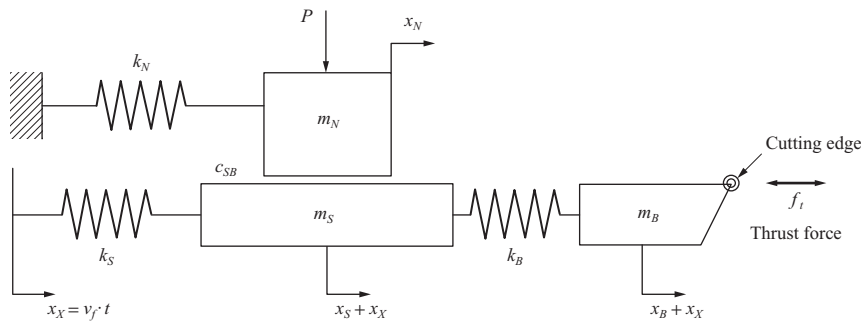 P
x_N
k_N
m_N
Cutting edge
c_SB
m_S
m_B
f_t
k_S
k_B
Thrust force
x_X = v_f · t
x_S + x_X
x_B + x_X